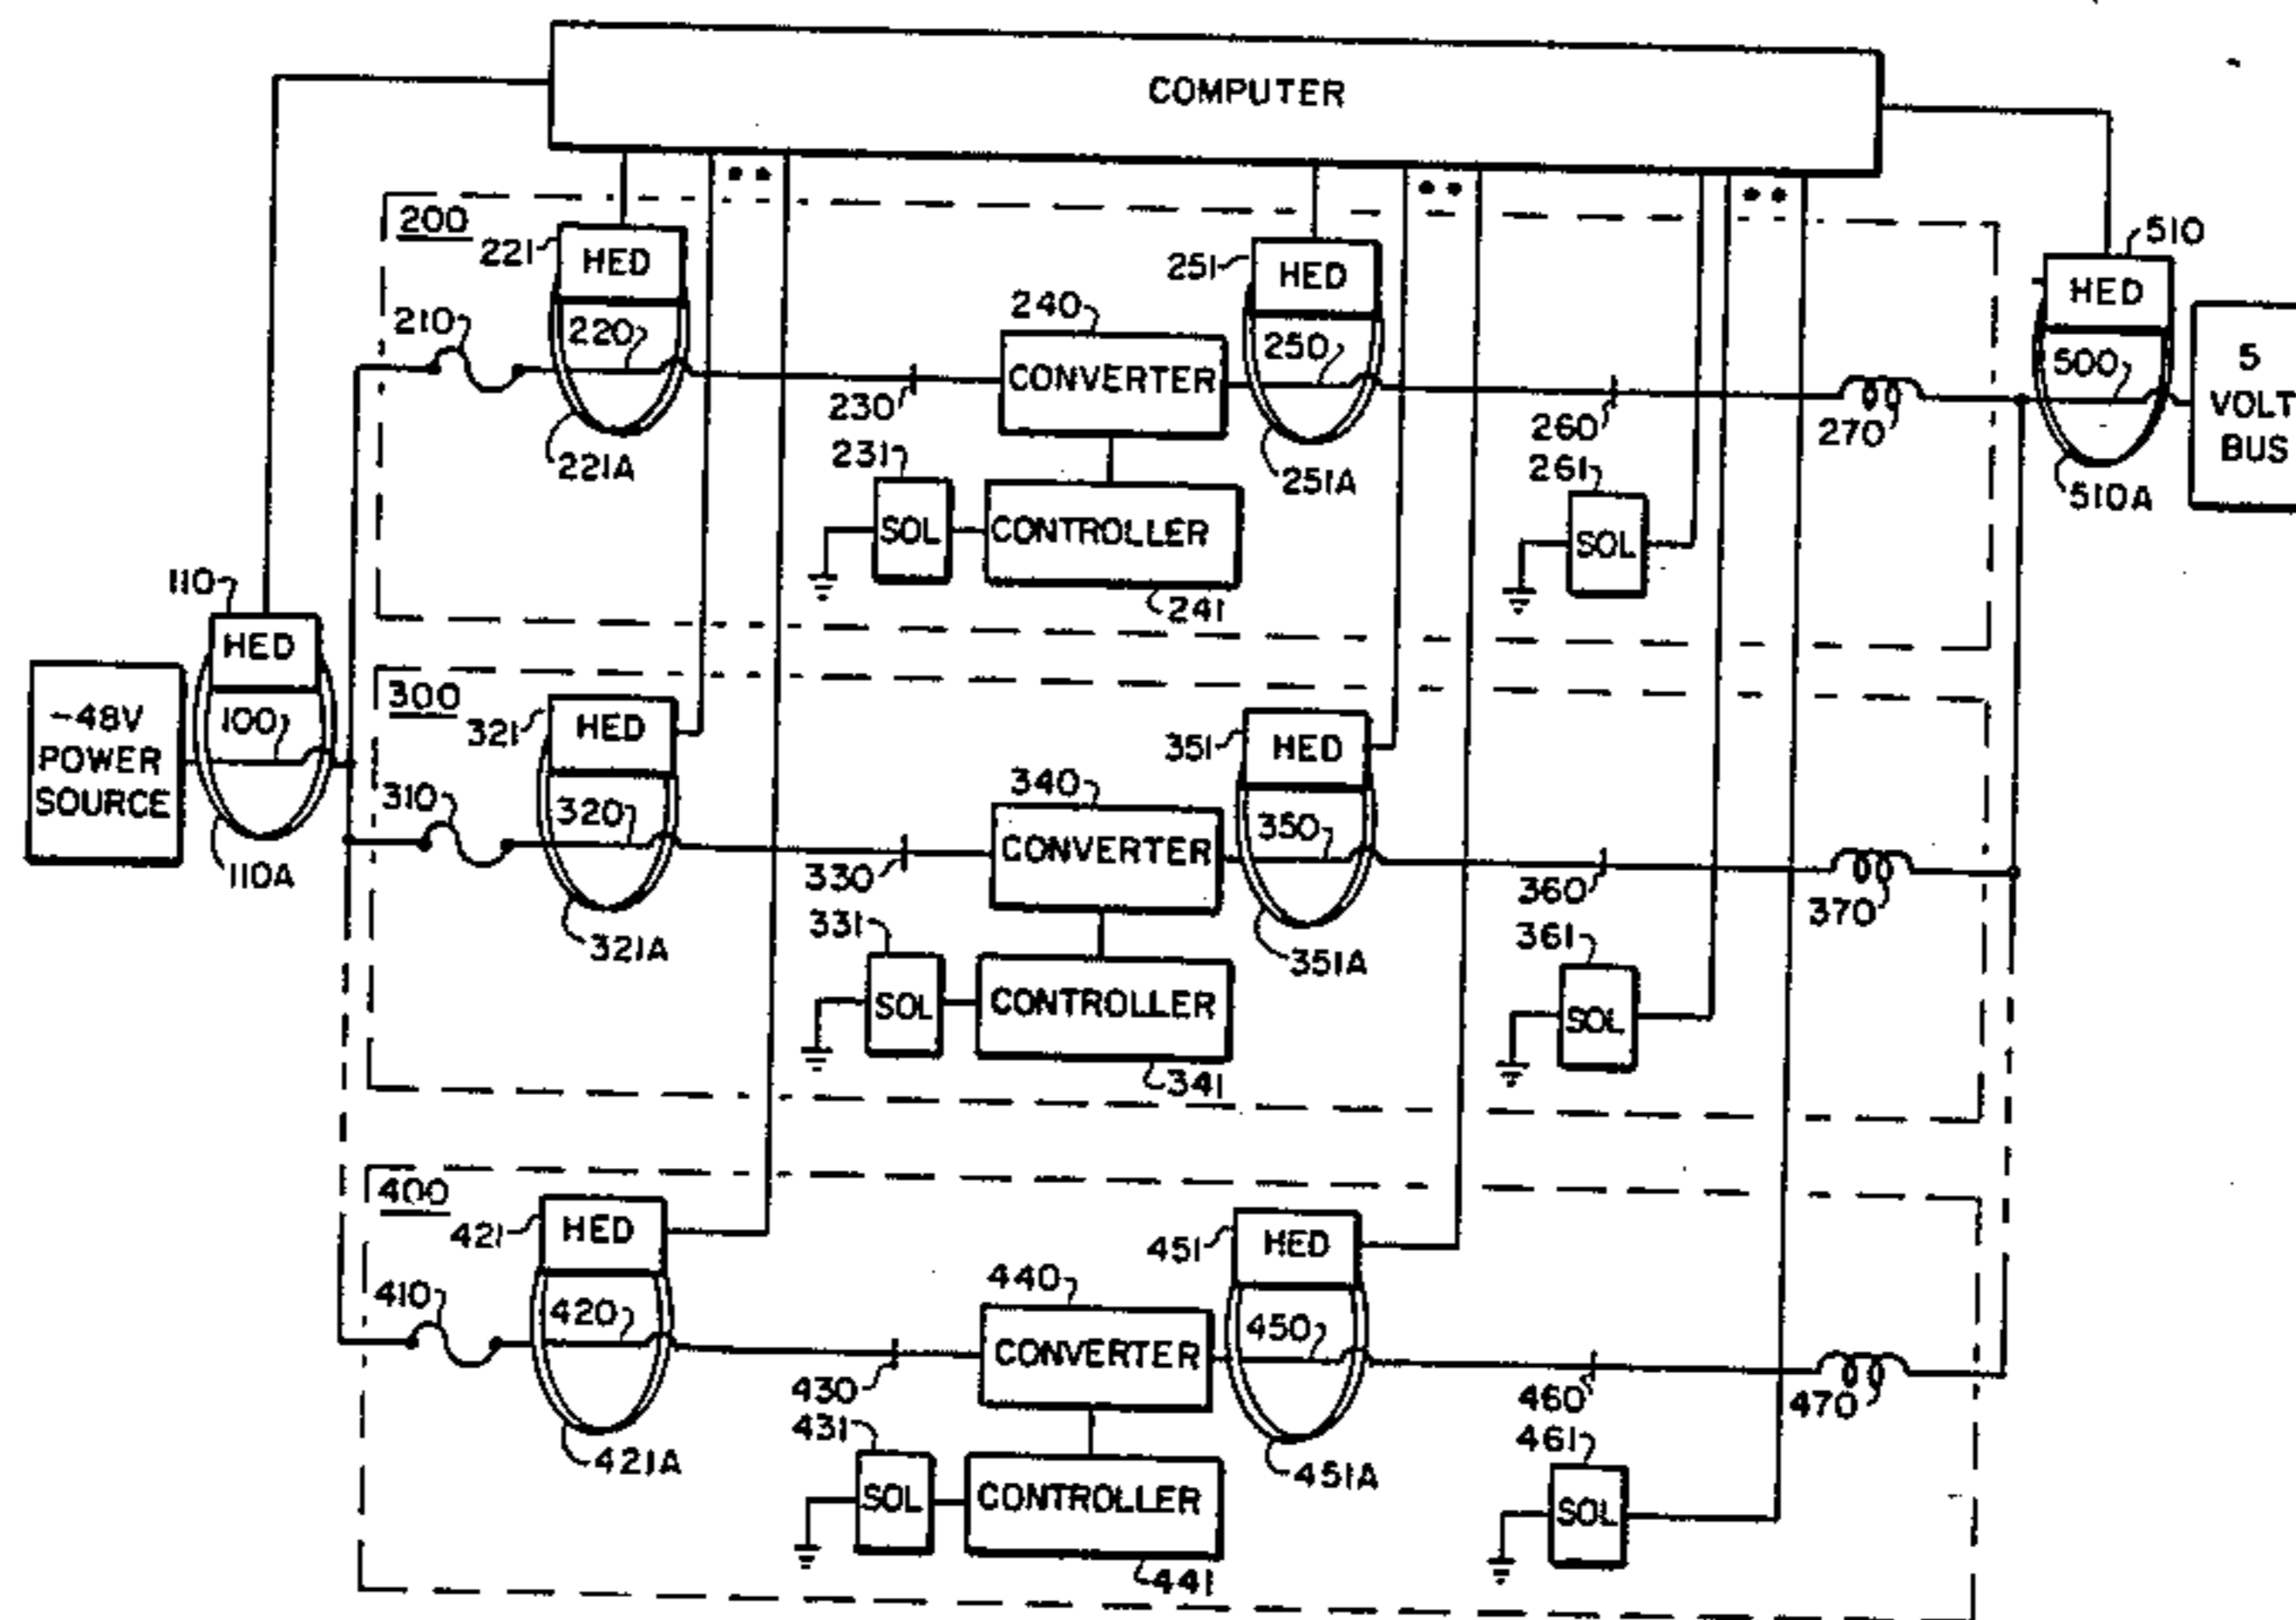 COMPUTER
200
221
HED
251
HED
510
HED
210
220
240
250
500
5
VOLT
BUS
CONVERTER
230
260
270
221A
231
251A
261
510A
SOL
CONTROLLER
SOL
241
110
HED
-48V
POWER
SOURCE
100
110A
300
321
HED
351
HED
310
320
340
350
CONVERTER
330
360
370
321A
331
351A
361
SOL
CONTROLLER
SOL
341
400
421
HED
451
HED
410
420
440
450
CONVERTER
430
460
470
421A
431
451A
461
SOL
CONTROLLER
SOL
441